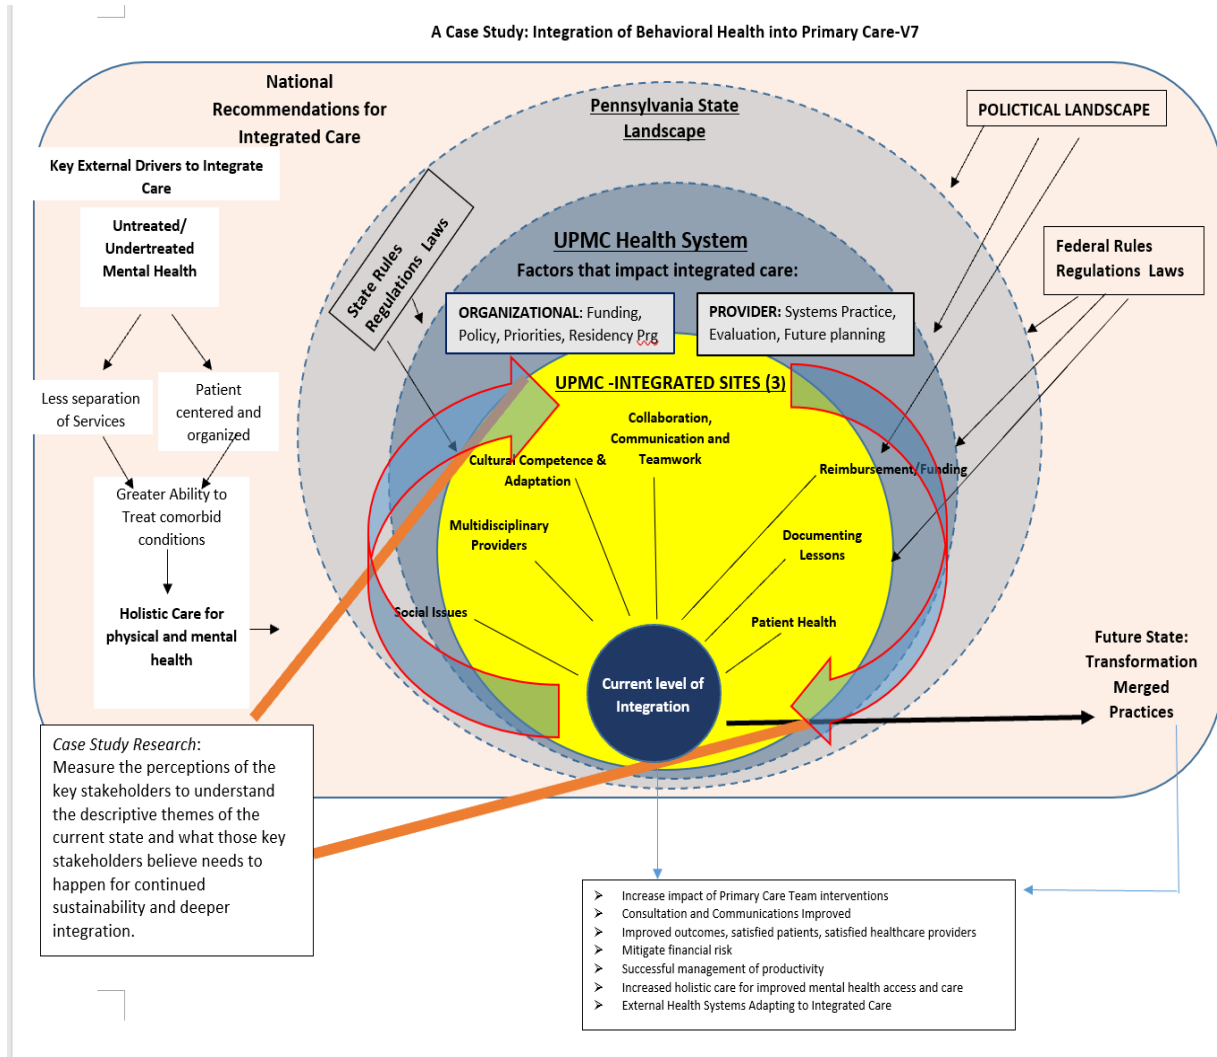 A Case Study: Integration of Behavioral Health into Primary Care-V7
National
Recommendations for
Integrated Care
Pennsylvania State
Landscape
POLICTICAL LANDSCAPE
Key External Drivers to Integrate
Care
Untreated/
Undertreated
Mental Health
State Rules
Regulations Laws
UPMC Health System
Factors that impact integrated care:
Federal Rules
Regulations Laws
ORGANIZATIONAL: Funding,
Policy, Priorities, Residency Prg
PROVIDER: Systems Practice,
Evaluation, Future planning
Less separation
of Services
Patient
centered and
organized
UPMC -INTEGRATED SITES (3)
Collaboration,
Communication and
Teamwork
Cultural Competence &
Adaptation
Reimbursement/Funding
Greater Ability to
Treat comorbid
conditions
Multidisciplinary
Providers
Documenting
Lessons
Holistic Care for
physical and mental
health
Social Issues
Patient Health
Current level of
Integration
Future State:
Transformation
Merged
Practices
Case Study Research:
Measure the perceptions of the
key stakeholders to understand
the descriptive themes of the
current state and what those key
stakeholders believe needs to
happen for continued
sustainability and deeper
integration.
➢ Increase impact of Primary Care Team interventions
➢ Consultation and Communications Improved
➢ Improved outcomes, satisfied patients, satisfied healthcare providers
➢ Mitigate financial risk
➢ Successful management of productivity
➢ Increased holistic care for improved mental health access and care
➢ External Health Systems Adapting to Integrated Care